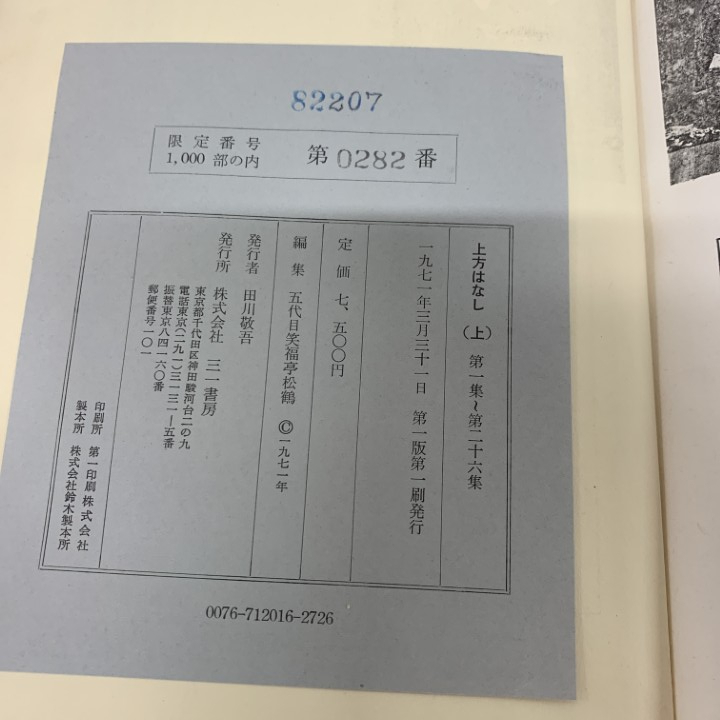 82207
限定番号
1,000 部の内
第0282番
上方はなし(上) 第一集~第二十六集
一九七一年三月三十一日 第一版第一刷発行
定価 七、五〇〇円
編集 五代目笑福亭松鶴 ©一九七一年
発行者 田川敬吾
発行所 株式会社 三一書房
東京都千代田区神田駿河台二の九
電話東京(二九一)三一三一—五番
振替東京八四一六〇番
郵便番号一〇一
印刷所 第一印刷株式会社
製本所 株式会社鈴木製本所
0076-712016-2726